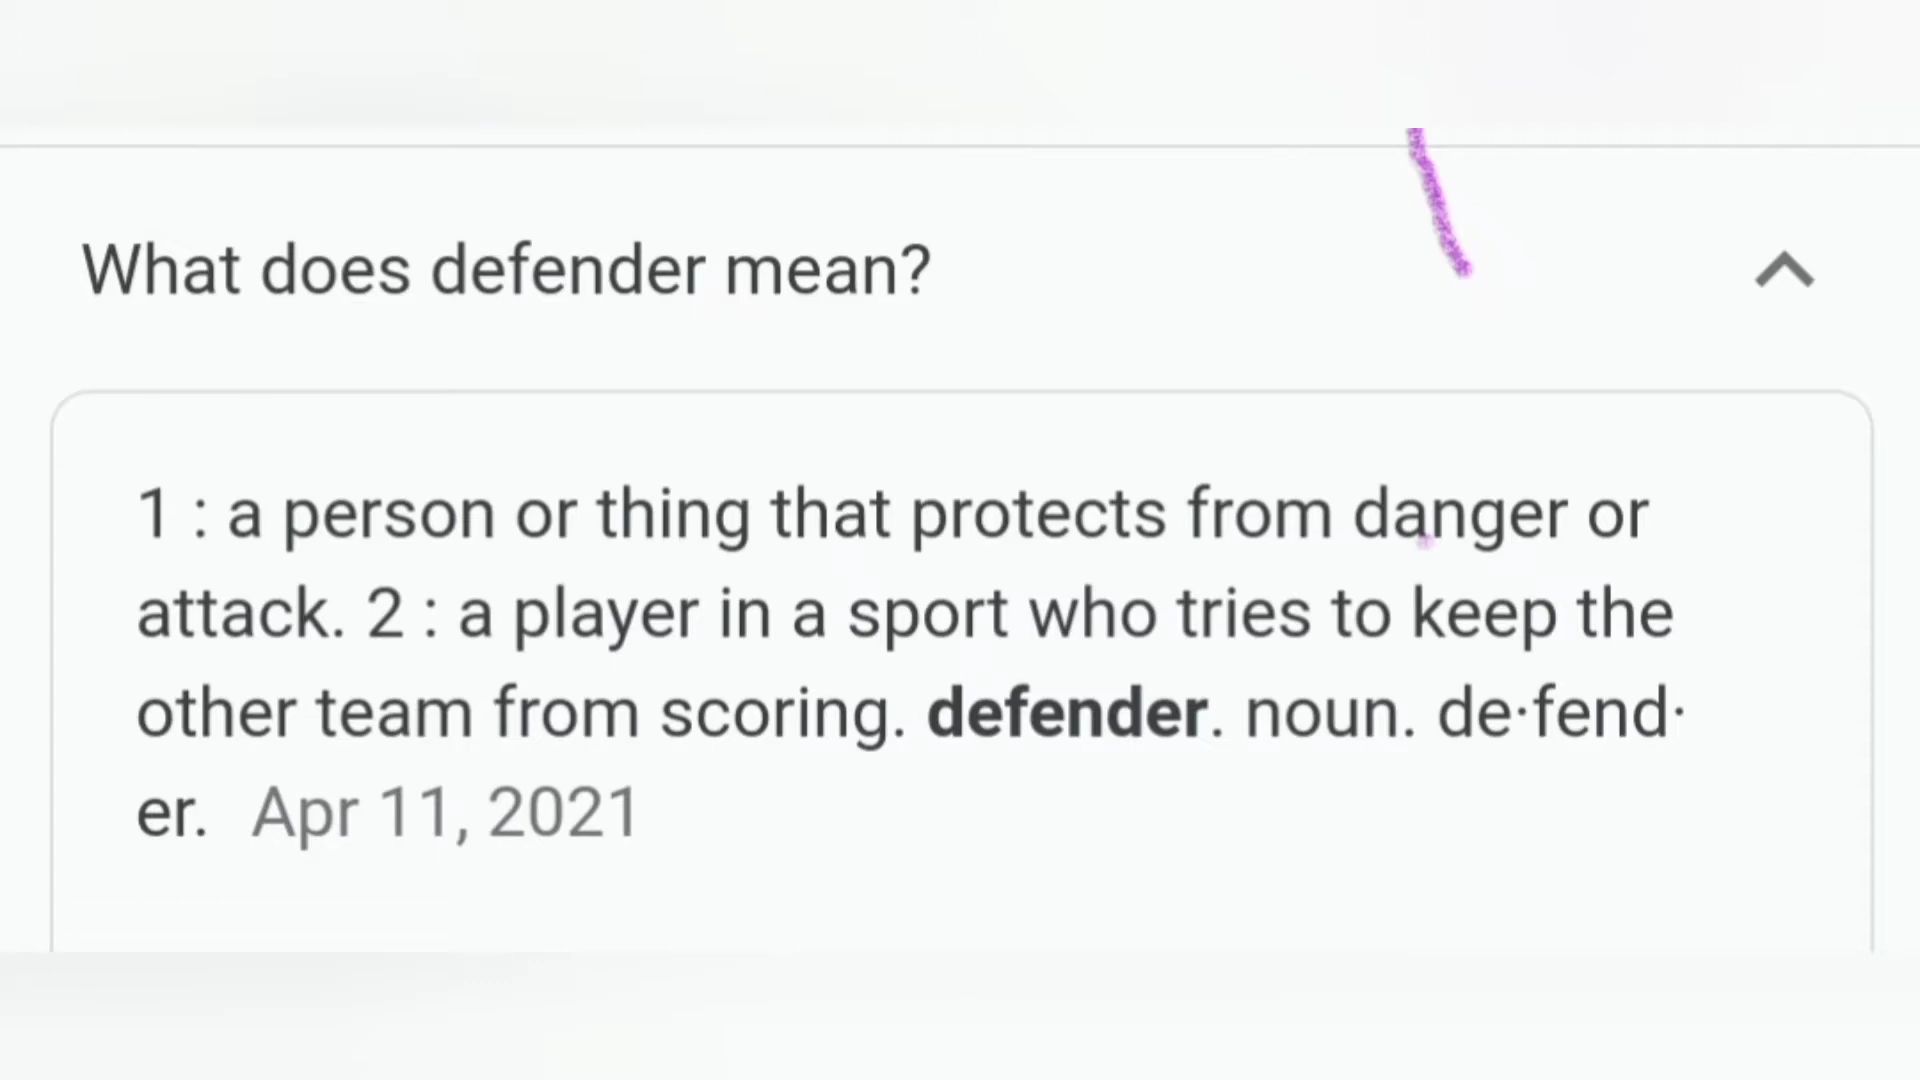 What does defender mean?
1 : a person or thing that protects from danger or
attack. 2 : a player in a sport who tries to keep the
other team from scoring. defender. noun. de·fend·
er. Apr 11, 2021